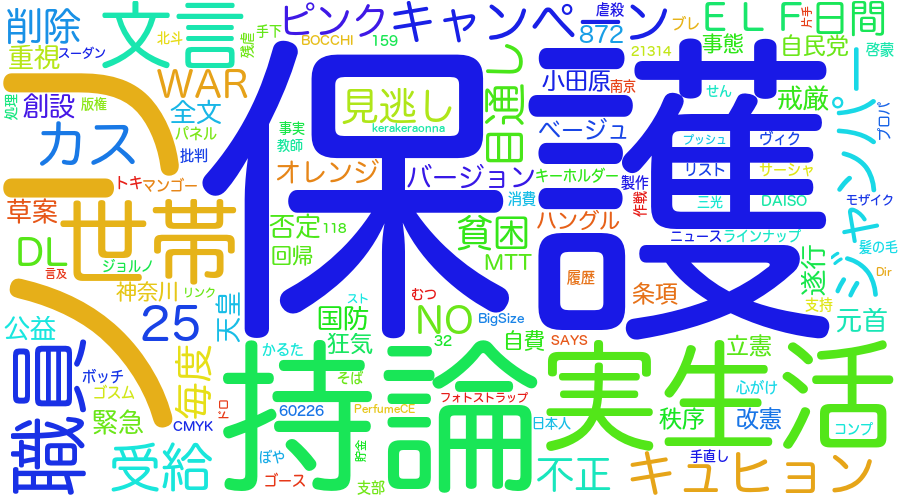 削除
文言
ピンク
キャンペーン
虐殺
872
ブレ
片手
ELF
日間
重視
スーダン
北斗
残虐
手下
BOCCHI
159
事態
21314
自民党
啓蒙
処理
創設
版権
WAR
全文
見逃し
kerakeraonna
目通し
小田原
南京
せん
戒厳
ジャンパー
プロパ
カス
パネル
批判
事実
教師
オレンジ
バージョン
ベージュ
プッシュ
ヴィク
保護
一世帯
トキ
マンゴー
キーホルダー
製作
リスト
サーシャ
草案
否定
118
消費
作戦
三光
DAISO
モザイク
DL
言及
ジョルノ
回帰
貧困
ハングル
ニュース
ラインナップ
髪の毛
神奈川
リンク
MTT
履歴
条項
遂行
Dir
公益
25
天皇
むつ
スト
国防
NO
BigSize
支持
元首
職員
ボッチ
毎度
かるた
狂気
32
自費
SAYS
立憲
ゴスム
そば
フォトストラップ
実生活
心がけ
緊急
CMYK
ドロ
60226
PerfumeCE
持論
日本人
秩序
改憲
コンプ
受給
ぼや
貯金
ゴース
支部
不正
手直し
キュヒョン